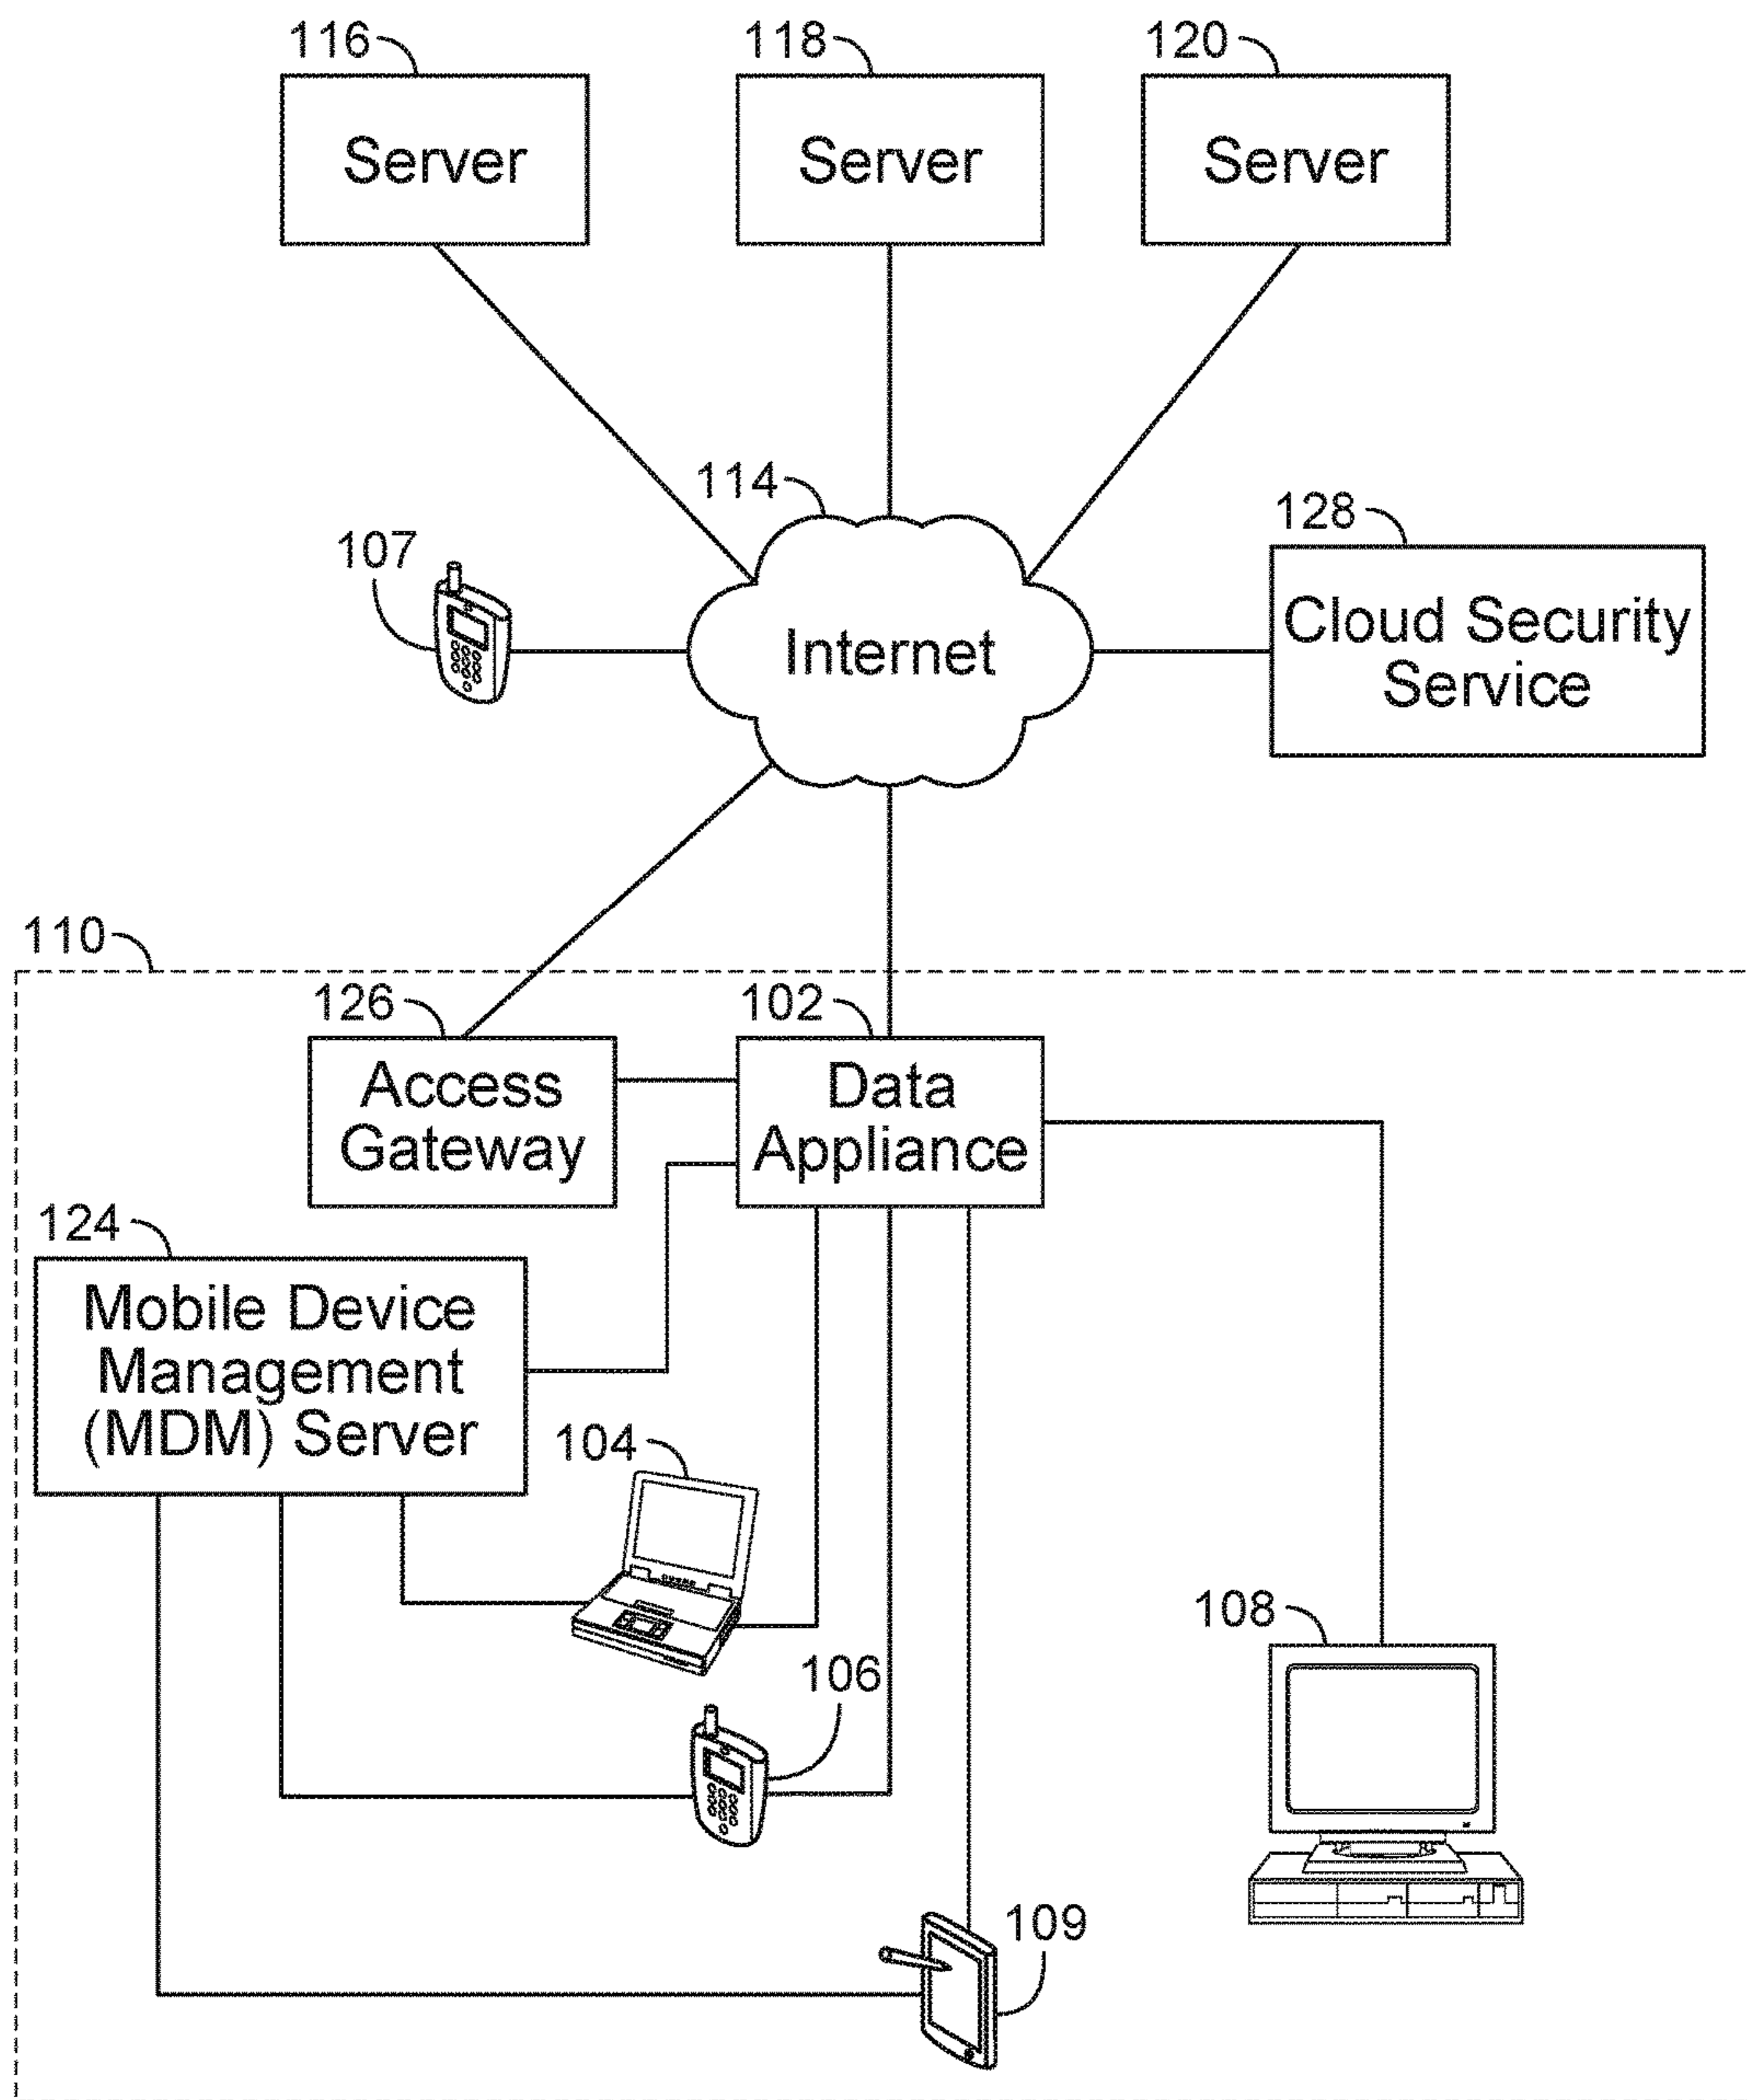 116
118
120
Server
Server
Server
114
128
107
Internet
Cloud Security
Service
110
126
102
Access
Gateway
Data
Appliance
124
Mobile Device
Management
(MDM) Server
104
108
106
109